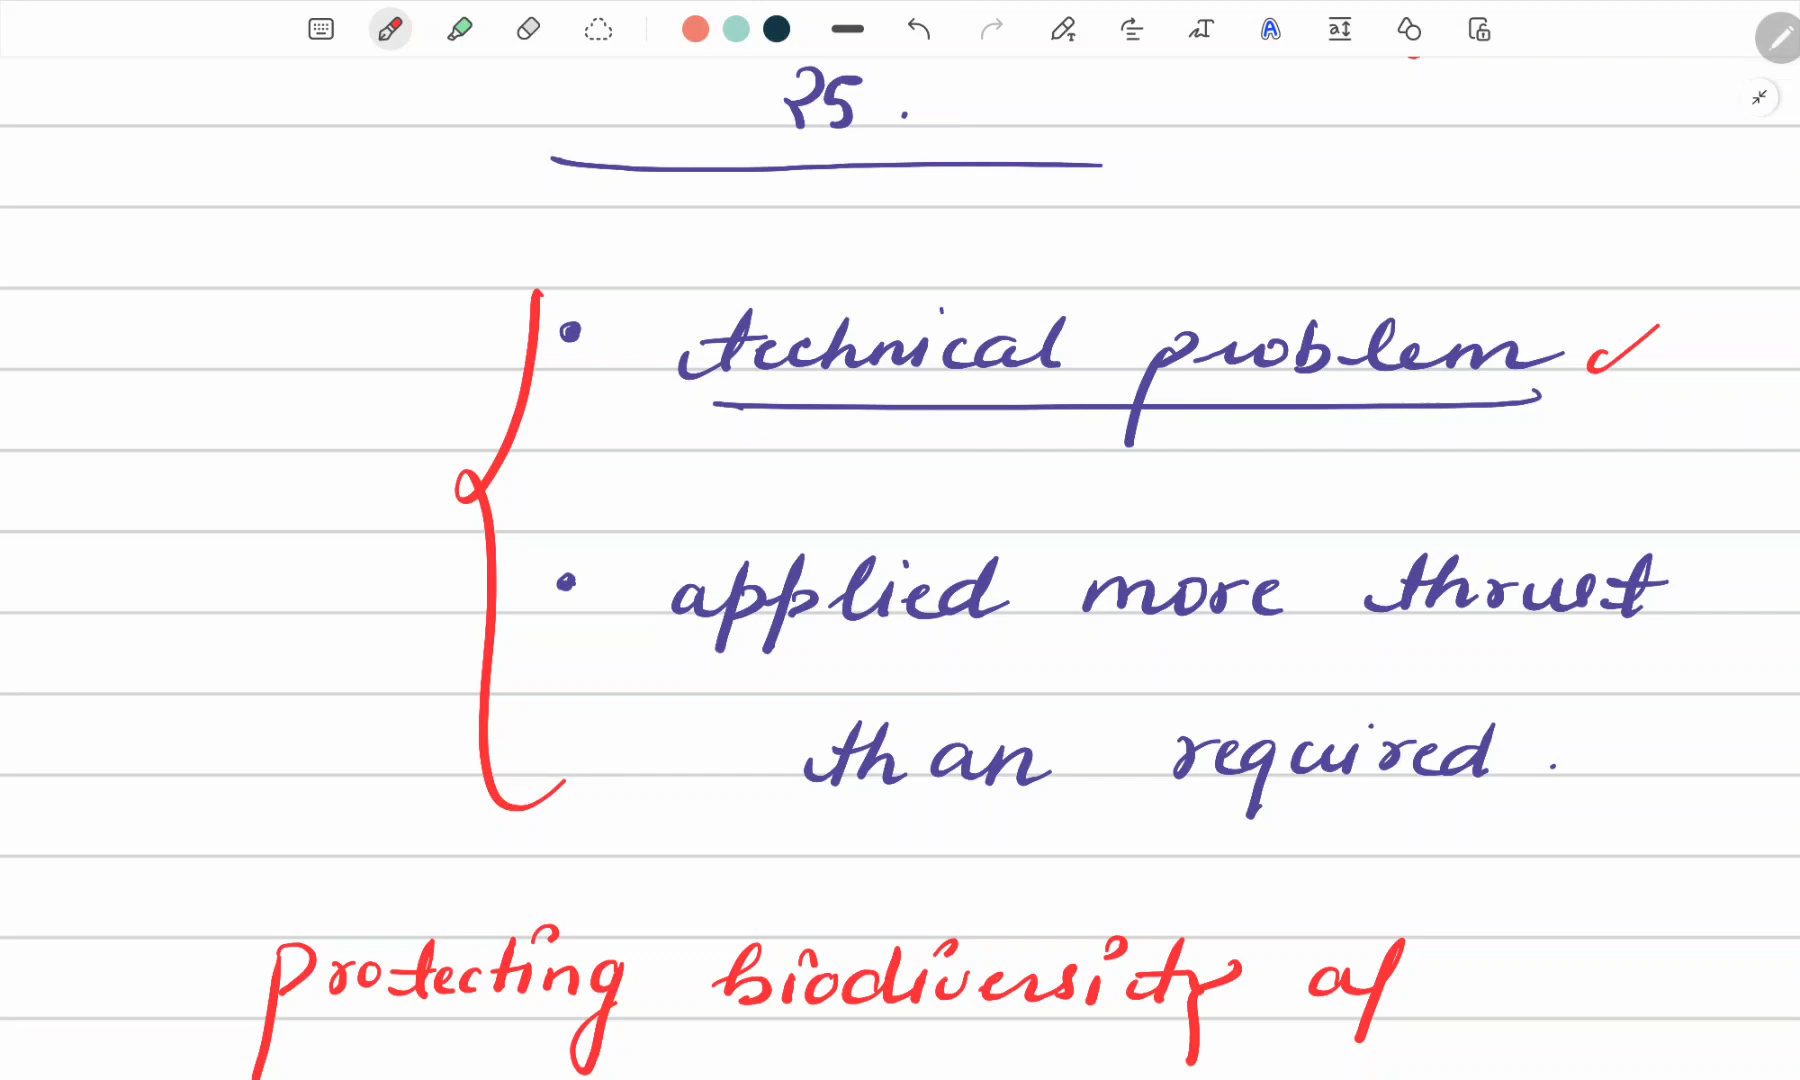 25.
• technical problem ✓
• applied more thrust
than required.
Protecting biodiversity of